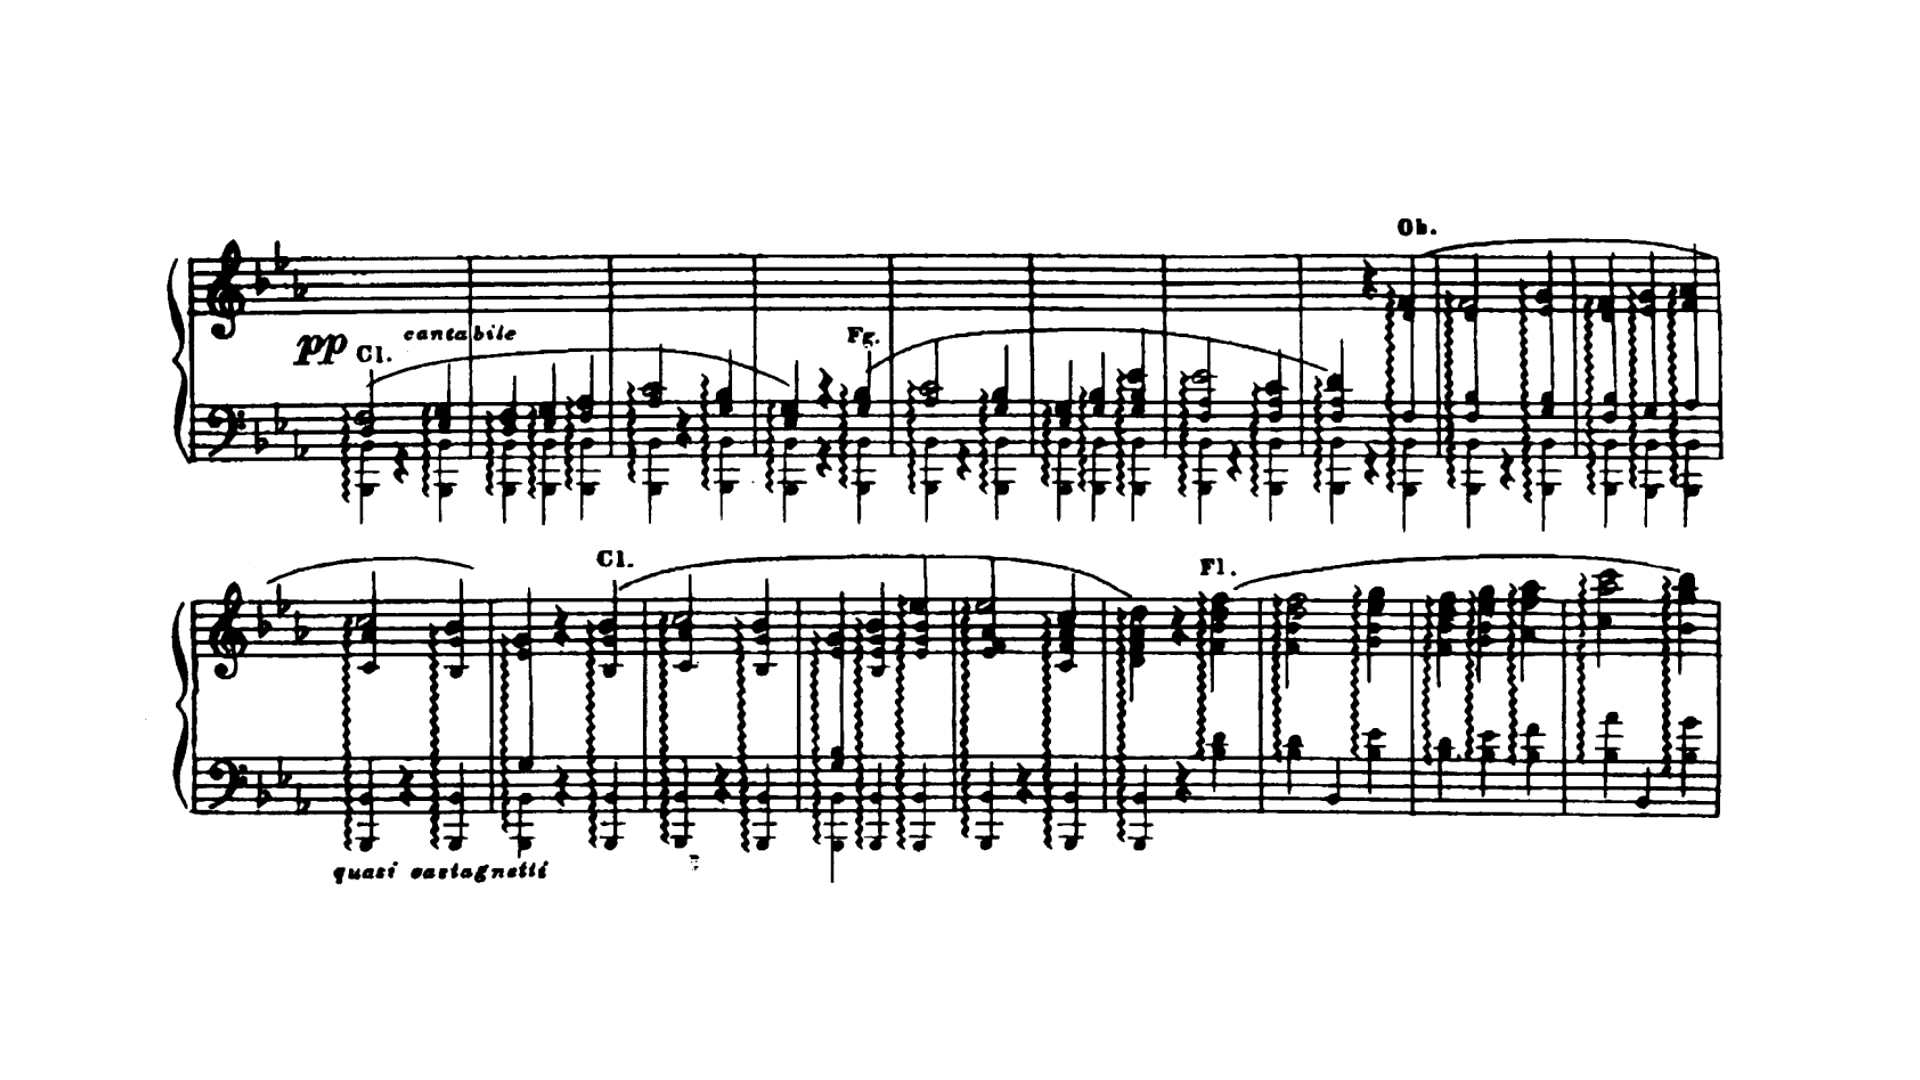 Ob.
pp Cl. cantabile Fg.
Cl. Fl.
quasi castagnetti